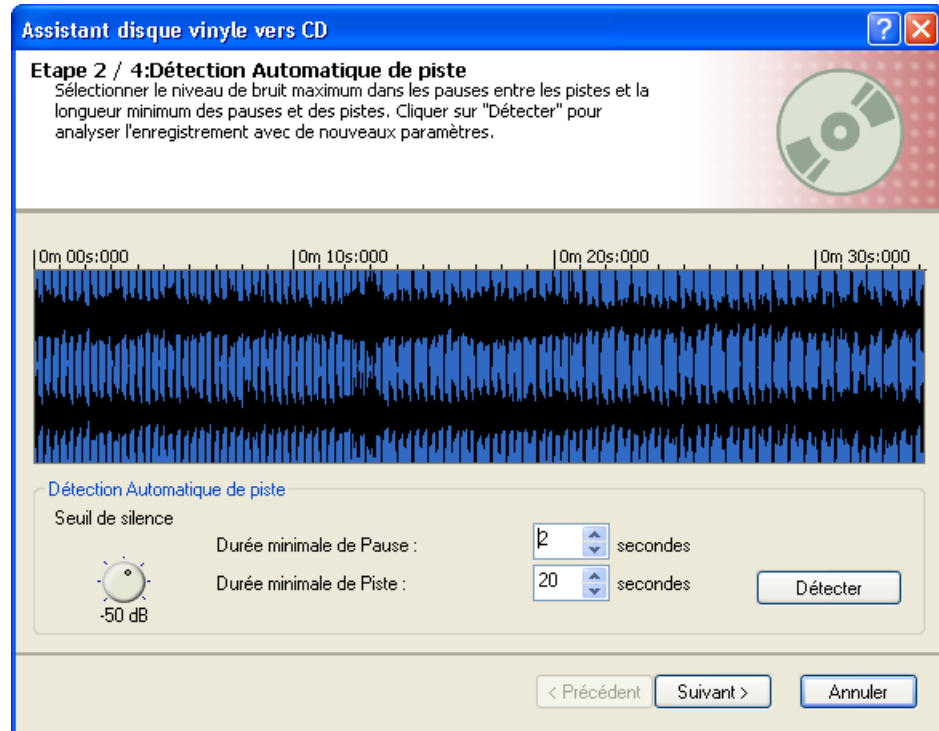 Assistant disque vinyle vers CD
Etape 2 / 4:Détection Automatique de piste
Sélectionner le niveau de bruit maximum dans les pauses entre les pistes et la
longueur minimum des pauses et des pistes. Cliquer sur "Détecter" pour
analyser l'enregistrement avec de nouveaux paramètres.
0m 00s:000 0m 10s:000 0m 20s:000 0m 30s:000
Détection Automatique de piste
Seuil de silence
Durée minimale de Pause : 2 secondes
Durée minimale de Piste : 20 secondes
Détecter
-50 dB
< Précédent Suivant > Annuler